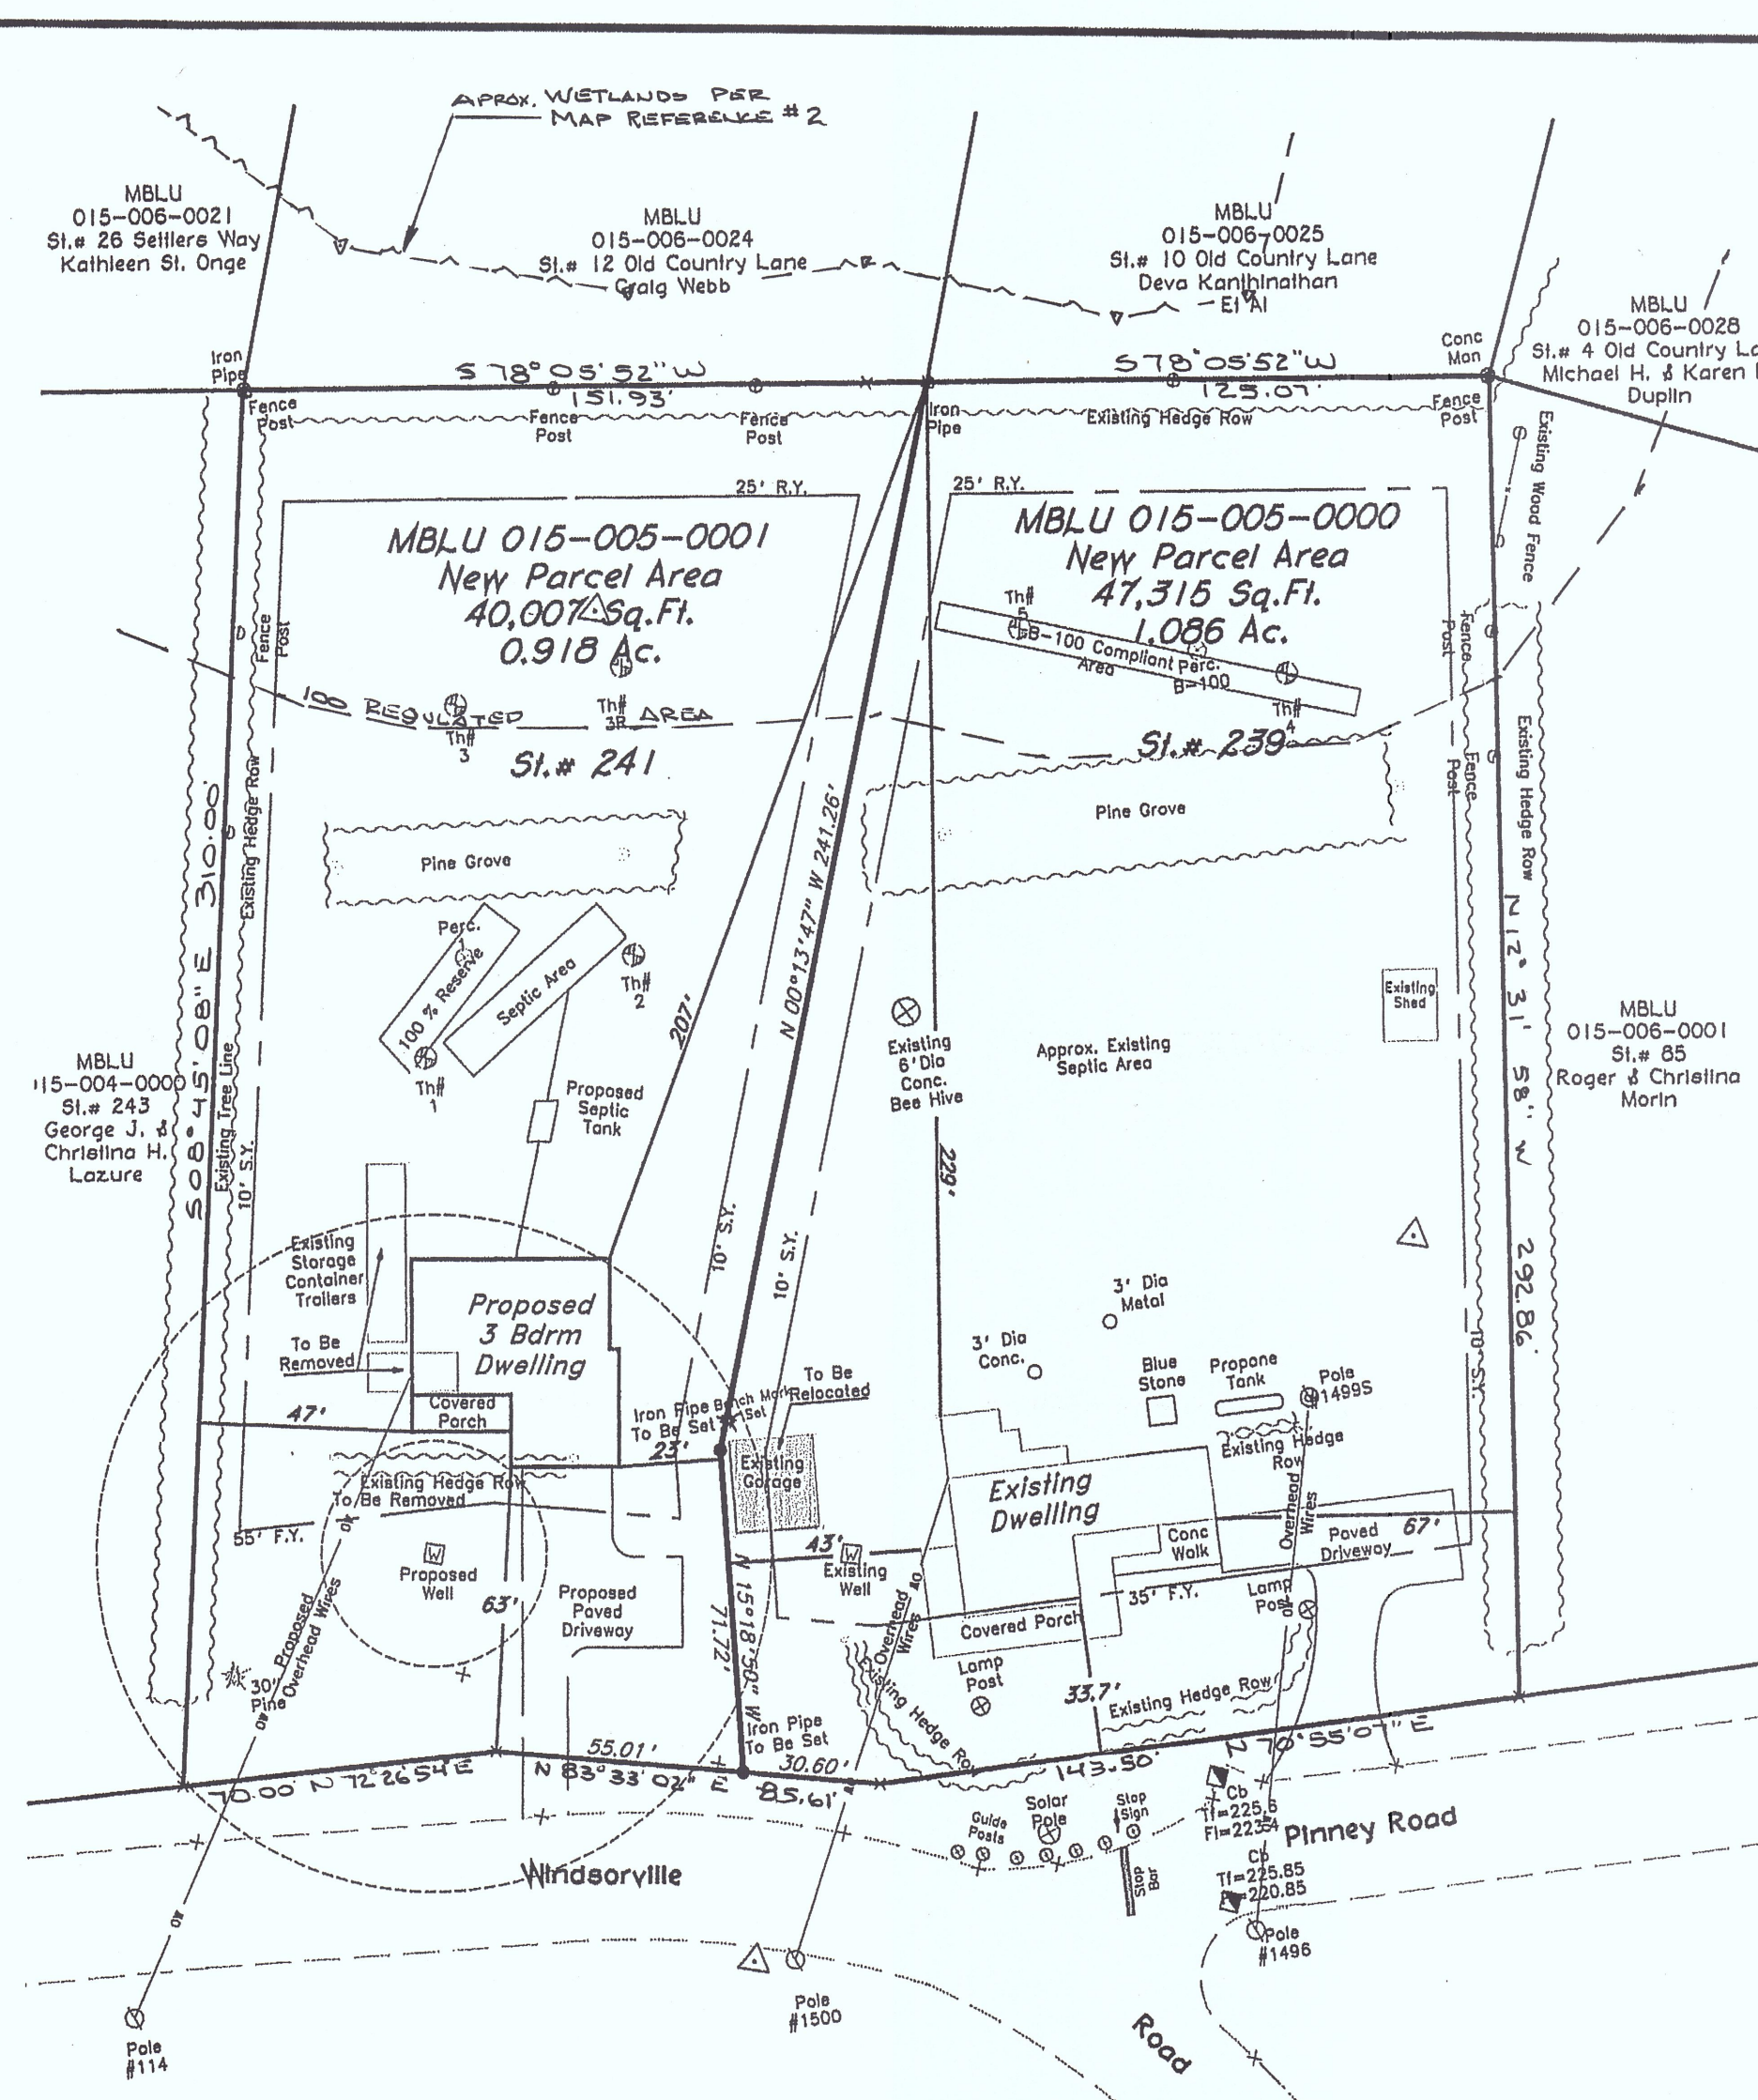 APROX. WETLANDS PER
MAP REFERENCE #2
MBLU
015-006-0021
St.# 26 Settlers Way
Kathleen St. Onge
MBLU
015-006-0024
St.# 12 Old Country Lane
Craig Webb
MBLU
015-006-0025
St.# 10 Old Country Lane
Deva Kanthinathan
Et Al
MBLU
015-006-0028
St.# 4 Old Country
Michael H. & Karen
Duplin
Iron
Pipe
S 78° 05' 52" W
151.93'
S 78° 05' 52" W
125.07'
Conc
Mon
Fence
Post
Fence
Post
Fence
Post
Iron
Pipe
Existing Hedge Row
Fence
Post
Existing Wood Fence
25' R.Y.
25' R.Y.
MBLU 015-005-0001
New Parcel Area
40,007 Sq.Ft.
0.918 Ac.
MBLU 015-005-0000
New Parcel Area
47,315 Sq.Ft.
1.086 Ac.
Th#
5
B-100 Compliant
Area
Perc.
B-100
Th#
4
Fence
Post
Fence
Post
Fence
Post
100 REGULATED AREA
Th#
3
Th#
3R
St.# 241
St.# 239
Pine Grove
Pine Grove
Existing Hedge Row
Existing Hedge Row
S 08° 45' 08" E 310.00'
Existing Tree Line
10' S.Y.
N 00°13'47" W 241.26'
N 12° 31' 58" W 292.86'
Perc.
1
100 % Reserve
Septic Area
Th#
2
Th#
1
207'
Proposed
Septic
Tank
Existing
6' Dia
Conc.
Bee Hive
Approx. Existing
Septic Area
Existing
Shed
MBLU
015-006-0001
St.# 85
Roger & Christina
Morin
MBLU
15-004-0000
St.# 243
George J. &
Christina H.
Lazure
229'
10' S.Y.
10' S.Y.
10' S.Y.
Existing
Storage
Container
Trailers
To Be
Removed
Proposed
3 Bdrm
Dwelling
Covered
Porch
47'
Iron Pipe
To Be Set
Bench Mark
Set
To Be
Relocated
23'
Existing
Garage
3' Dia
Metal
3' Dia
Conc.
Blue
Stone
Propane
Tank
Pole
1499S
Existing Hedge
Row
Existing Hedge Row
To Be Removed
OW
55' F.Y.
Proposed
Well
63'
Proposed
Paved
Driveway
30"
Pine
Proposed
Overhead Wires
OW
OW
N 15°18'50" W
71.72'
43'
Existing
Well
Existing
Dwelling
Conc
Walk
Overhead
Wires
Paved
Driveway
67'
35' F.Y.
Lamp
Post
Covered Porch
Overhead
Wires
Lamp
Post
33.7'
Existing Hedge Row
Existing Hedge Row
Iron Pipe
To Be Set
70.00' N 72°26'54" E
55.01'
N 83°33'02" E
30.60'
85.61'
143.50'
N 70°55'07" E
Guide
Posts
Solar
Pole
Stop
Sign
Stop
Bar
Cb
Tf=225.6
Cb
Tf=225.85
Pinney Road
Windsorville
Pole
#1496
Pole
#1500
Pole
#114
Road